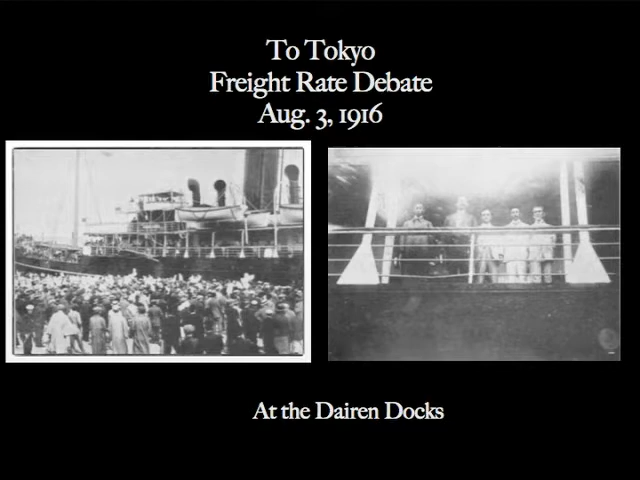 To Tokyo
Freight Rate Debate
Aug. 3, 1916
At the Dairen Docks